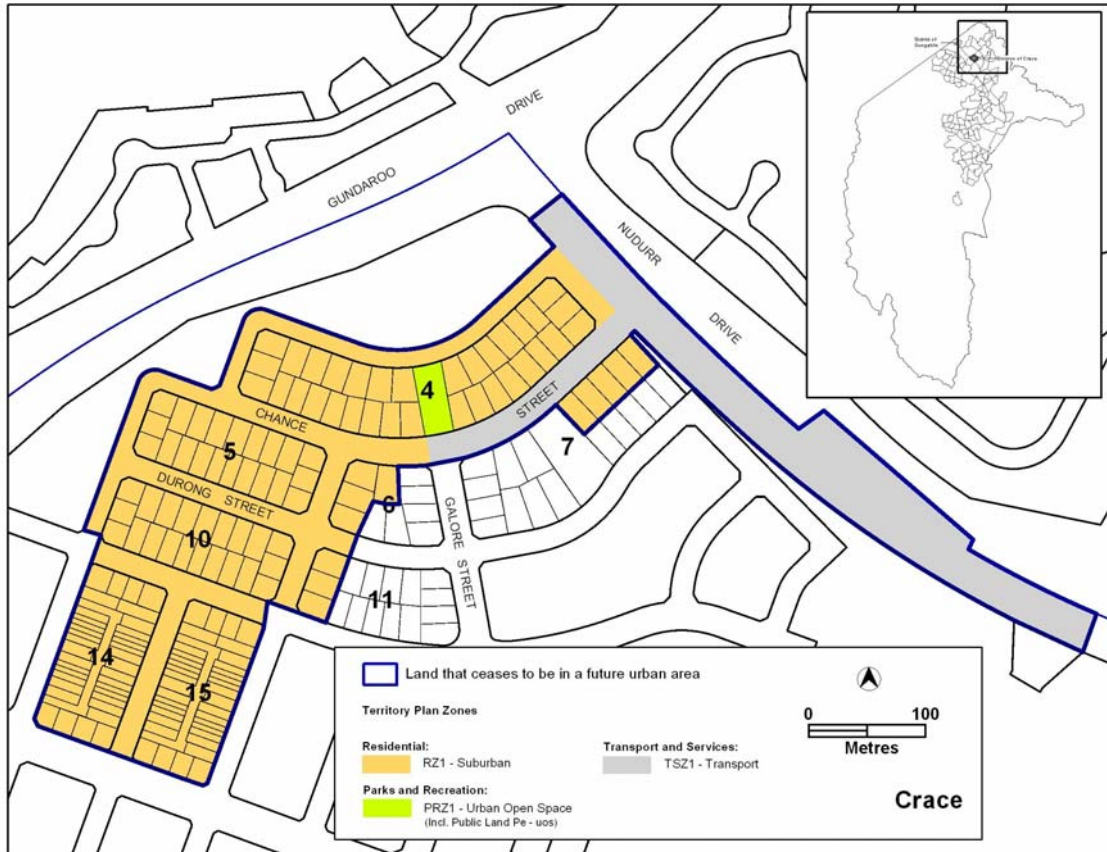 DRIVE
GUNDAROO
NUDURR
DRIVE
4
CHANCE
STREET
5
7
DURONG STREET
6
GALORE STREET
10
11
14
15
Land that ceases to be in a future urban area
Territory Plan Zones
0 100
Metres
Residential:
RZ1 - Suburban
Transport and Services:
TSZ1 - Transport
Parks and Recreation:
PRZ1 - Urban Open Space
(Incl. Public Land Pe - uos)
Crace